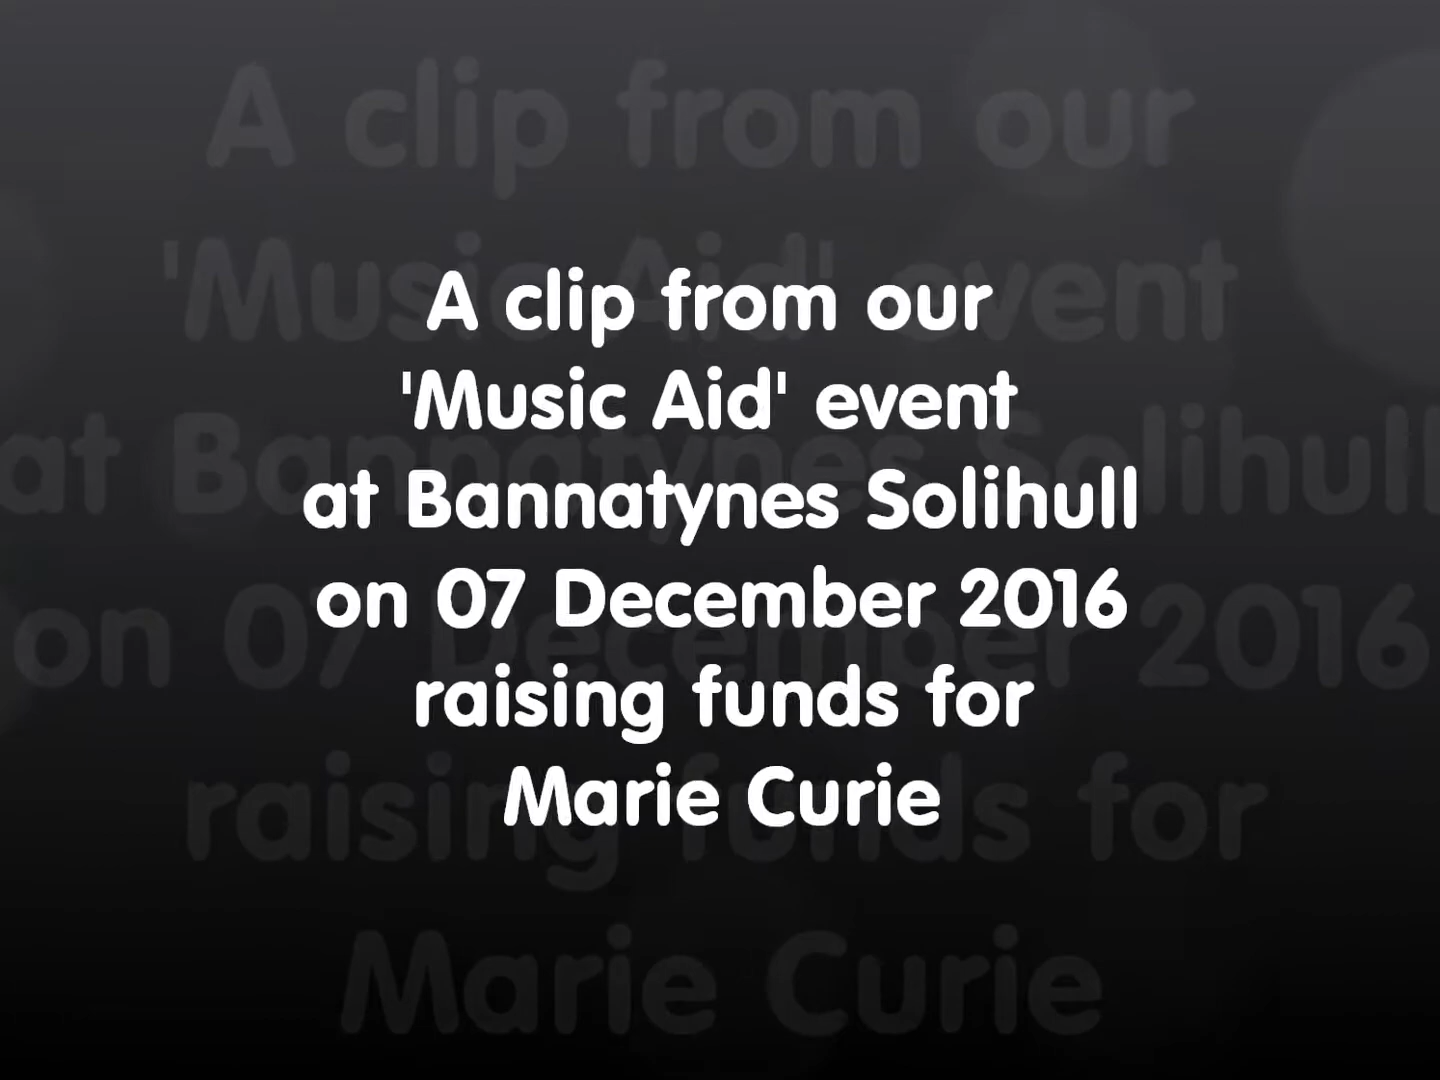 A clip from our
'Music Aid' event
at Bannatynes Solihull
on 07 December 2016
raising funds for
Marie Curie